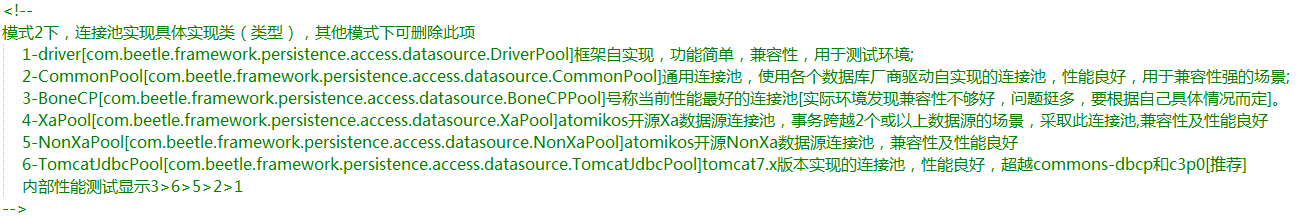 <!--
模式2下，连接池实现具体实现类（类型），其他模式下可删除此项
1-driver[com.beetle.framework.persistence.access.datasource.DriverPool]框架自实现，功能简单，兼容性，用于测试环境;
2-CommonPool[com.beetle.framework.persistence.access.datasource.CommonPool]通用连接池，使用各个数据库厂商驱动自实现的连接池，性能良好，用于兼容性强的场景;
3-BoneCP[com.beetle.framework.persistence.access.datasource.BoneCPPool]号称当前性能最好的连接池[实际环境发现兼容性不够好，问题挺多，要根据自己具体情况而定]。
4-XaPool[com.beetle.framework.persistence.access.datasource.XaPool]atomikos开源Xa数据源连接池，事务跨越2个或以上数据源的场景，采取此连接池,兼容性及性能良好
5-NonXaPool[com.beetle.framework.persistence.access.datasource.NonXaPool]atomikos开源NonXa数据源连接池，兼容性及性能良好
6-TomcatJdbcPool[com.beetle.framework.persistence.access.datasource.TomcatJdbcPool]tomcat7.x版本实现的连接池，性能良好，超越commons-dbcp和c3p0[推荐]
内部性能测试显示3>6>5>2>1
-->